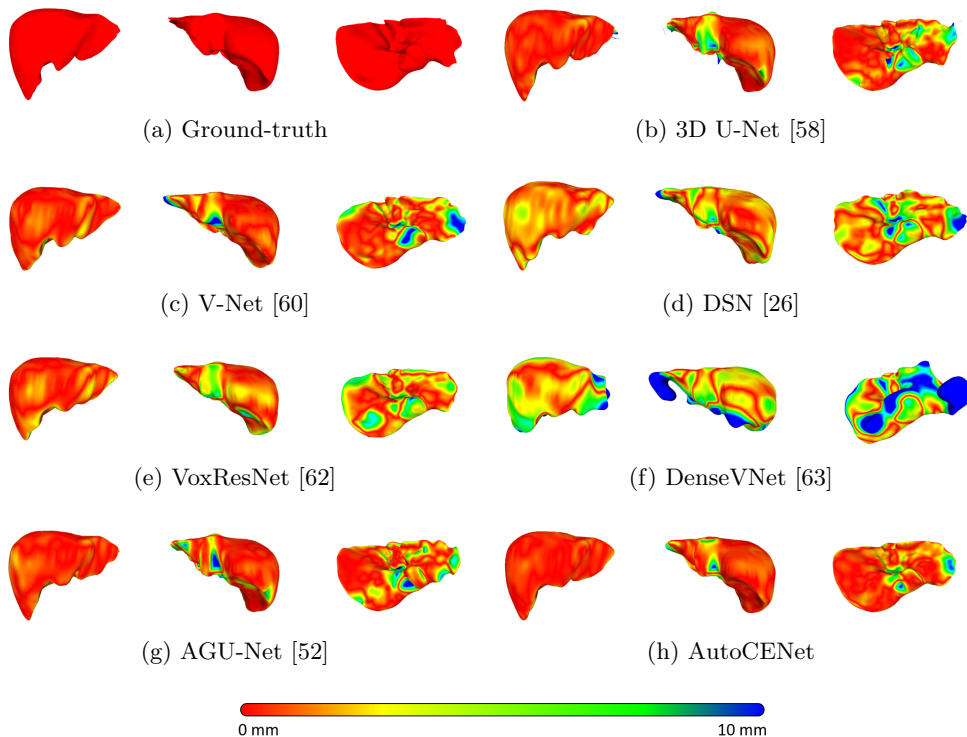 (a) Ground-truth
(b) 3D U-Net [58]
(c) V-Net [60]
(d) DSN [26]
(e) VoxResNet [62]
(f) DenseVNet [63]
(g) AGU-Net [52]
(h) AutoCENet
0 mm
10 mm